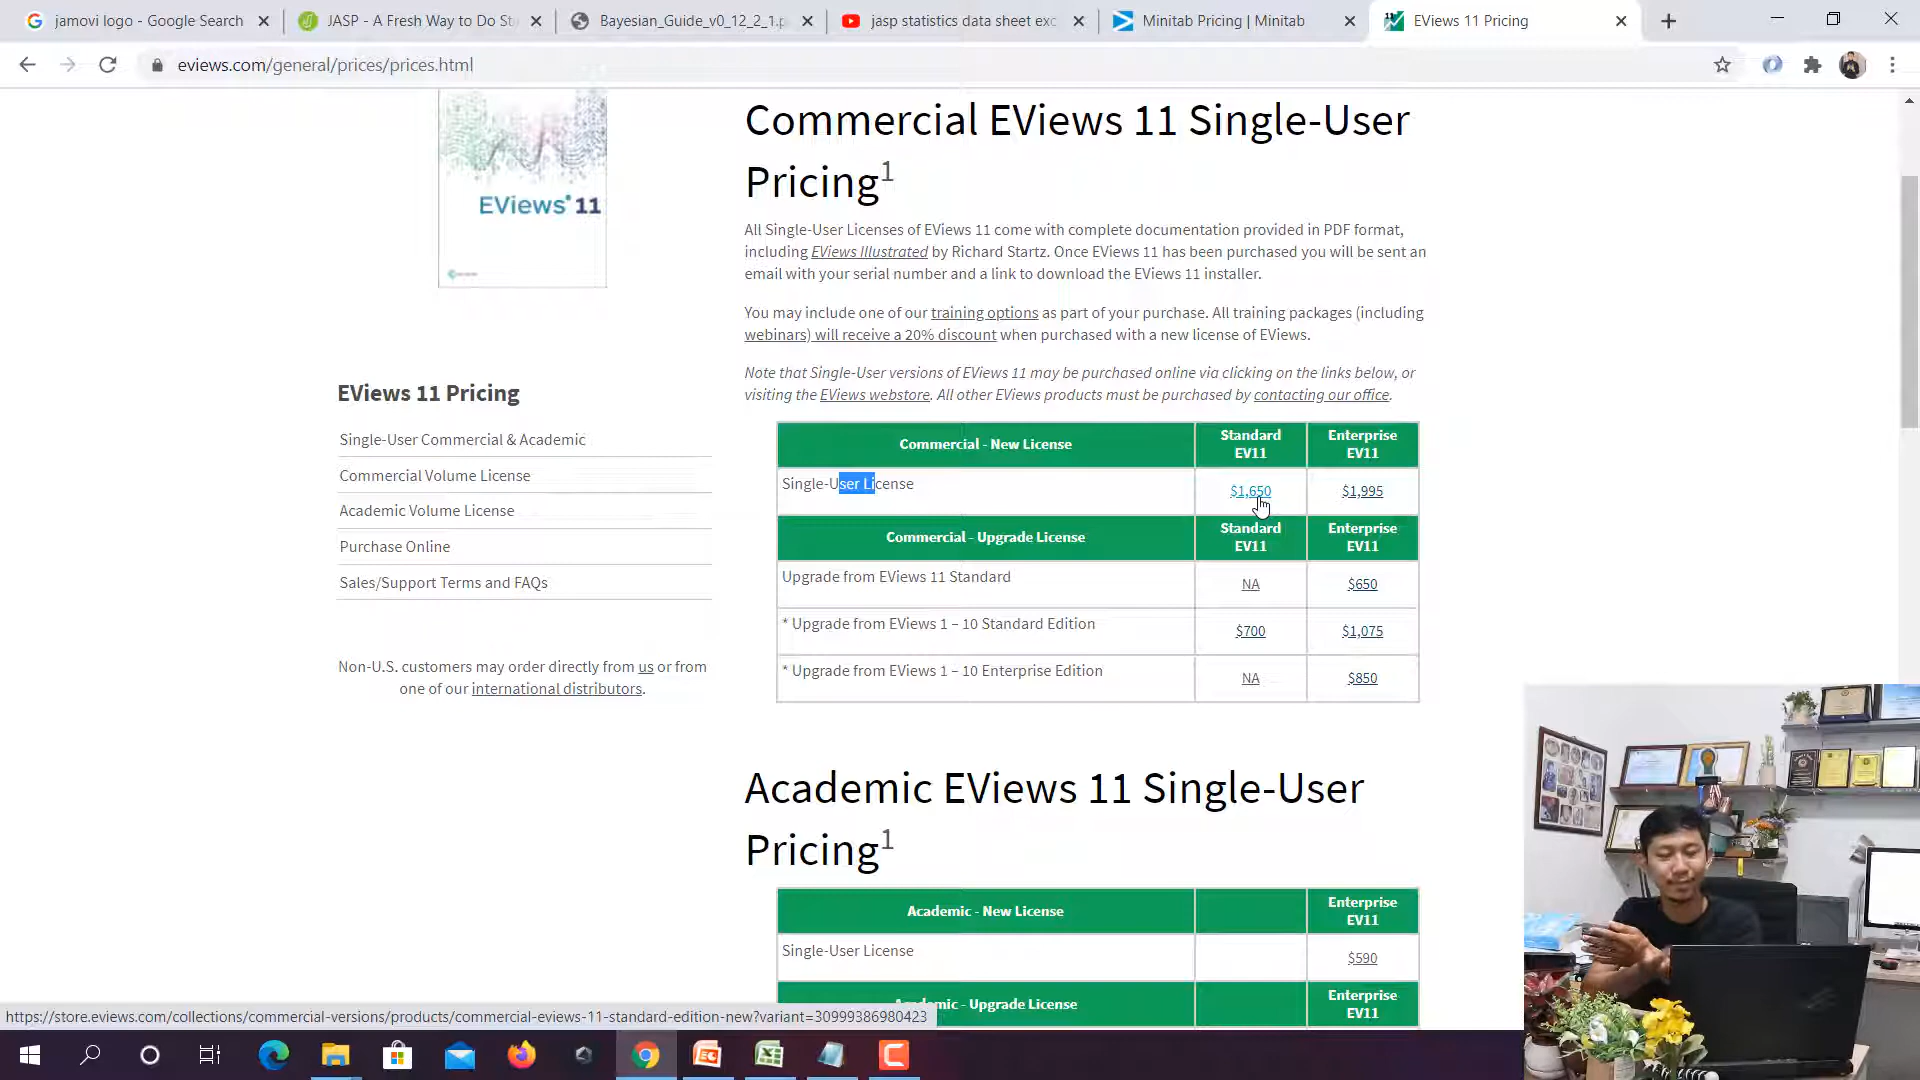 jamovi logo - Google Search
JASP - A Fresh Way to Do St
Bayesian_Guide_v0_12_2_1.p
jasp statistics data sheet exc
Minitab Pricing | Minitab
EViews 11 Pricing
eviews.com/general/prices/prices.html
EViews 11
Commercial EViews 11 Single-User
Pricing1
All Single-User Licenses of EViews 11 come with complete documentation provided in PDF format,
including EViews Illustrated by Richard Startz. Once EViews 11 has been purchased you will be sent an
email with your serial number and a link to download the EViews 11 installer.
You may include one of our training options as part of your purchase. All training packages (including
webinars) will receive a 20% discount when purchased with a new license of EViews.
Note that Single-User versions of EViews 11 may be purchased online via clicking on the links below, or
visiting the EViews webstore. All other EViews products must be purchased by contacting our office.
EViews 11 Pricing
Single-User Commercial & Academic
Commercial Volume License
Academic Volume License
Purchase Online
Sales/Support Terms and FAQs
Non-U.S. customers may order directly from us or from
one of our international distributors.
Commercial - New License
Standard
EV11
Enterprise
EV11
Single-User License
$1,650
$1,995
Commercial - Upgrade License
Standard
EV11
Enterprise
EV11
Upgrade from EViews 11 Standard
NA
$650
* Upgrade from EViews 1 – 10 Standard Edition
$700
$1,075
* Upgrade from EViews 1 – 10 Enterprise Edition
NA
$850
Academic EViews 11 Single-User
Pricing1
Academic - New License
Enterprise
EV11
Single-User License
$590
Academic - Upgrade License
Enterprise
EV11
https://store.eviews.com/collections/commercial-versions/products/commercial-eviews-11-standard-edition-new?variant=30999386980423